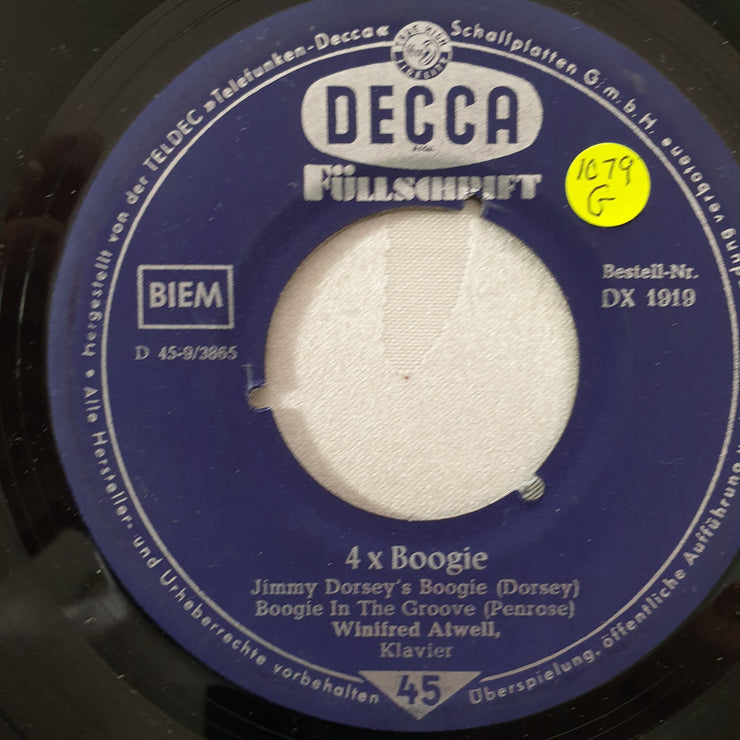 • Hergestellt von der TELDEC »Telefunken-Decca« Schallplatten G.m.b.H.
DECCA
FÜLLSCHRIFT
1079
G
BIEM
D 45-9/3865
Bestell-Nr.
DX 1919
4 x Boogie
Jimmy Dorsey's Boogie (Dorsey)
Boogie In The Groove (Penrose)
Winifred Atwell,
Klavier
45
• Alle Hersteller- und Urheberrechte vorbehalten
Überspielung, öffentliche Aufführung
verboten